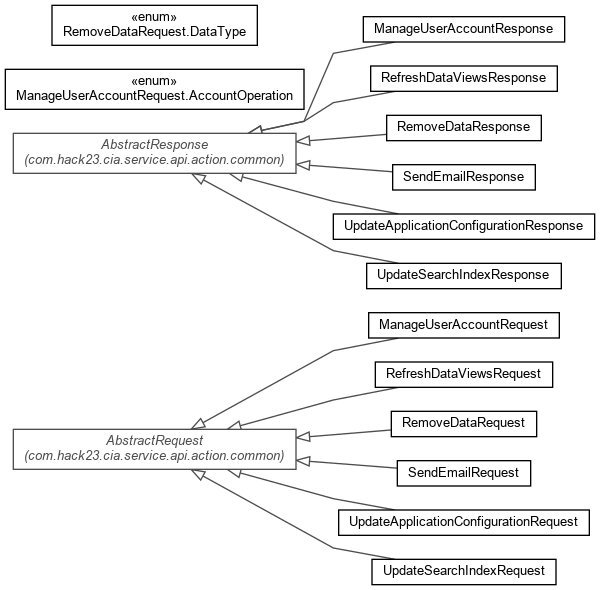 «enum»
RemoveDataRequest.DataType
«enum»
ManageUserAccountRequest.AccountOperation
AbstractResponse
(com.hack23.cia.service.api.action.common)
ManageUserAccountResponse
RefreshDataViewsResponse
RemoveDataResponse
SendEmailResponse
UpdateApplicationConfigurationResponse
UpdateSearchIndexResponse
ManageUserAccountRequest
RefreshDataViewsRequest
AbstractRequest
(com.hack23.cia.service.api.action.common)
RemoveDataRequest
SendEmailRequest
UpdateApplicationConfigurationRequest
UpdateSearchIndexRequest